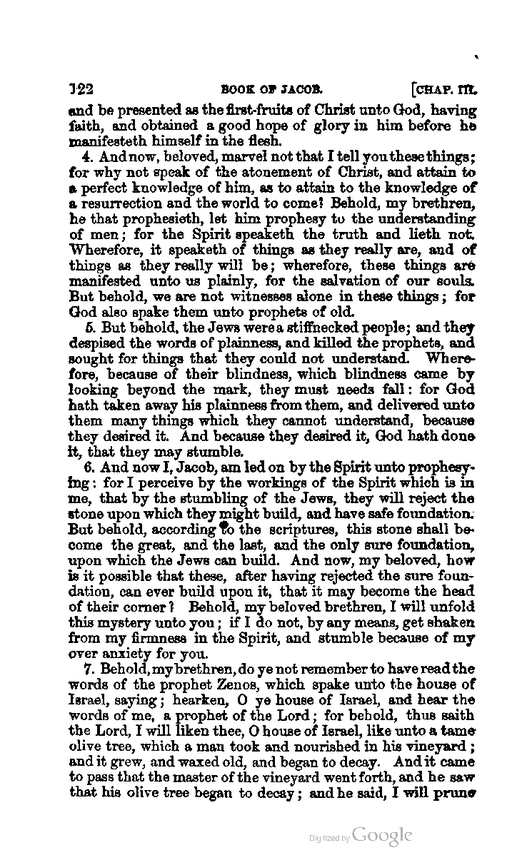 122 BOOK OF JACOB. [CHAP. III.
and be presented as the first-fruits of Christ unto God, having
faith, and obtained a good hope of glory in him before he
manifesteth himself in the flesh.
4. And now, beloved, marvel not that I tell you these things;
for why not speak of the atonement of Christ, and attain to
a perfect knowledge of him, as to attain to the knowledge of
a resurrection and the world to come? Behold, my brethren,
he that prophesieth, let him prophesy to the understanding
of men; for the Spirit speaketh the truth and lieth not.
Wherefore, it speaketh of things as they really are, and of
things as they really will be; wherefore, these things are
manifested unto us plainly, for the salvation of our souls.
But behold, we are not witnesses alone in these things; for
God also spake them unto prophets of old.
5. But behold, the Jews were a stiffnecked people; and they
despised the words of plainness, and killed the prophets, and
sought for things that they could not understand. Where-
fore, because of their blindness, which blindness came by
looking beyond the mark, they must needs fall: for God
hath taken away his plainness from them, and delivered unto
them many things which they cannot understand, because
they desired it. And because they desired it, God hath done
it, that they may stumble.
6. And now I, Jacob, am led on by the Spirit unto prophesy-
ing: for I perceive by the workings of the Spirit which is in
me, that by the stumbling of the Jews, they will reject the
stone upon which they might build, and have safe foundation.
But behold, according to the scriptures, this stone shall be-
come the great, and the last, and the only sure foundation,
upon which the Jews can build. And now, my beloved, how
is it possible that these, after having rejected the sure foun-
dation, can ever build upon it, that it may become the head
of their corner? Behold, my beloved brethren, I will unfold
this mystery unto you; if I do not, by any means, get shaken
from my firmness in the Spirit, and stumble because of my
over anxiety for you.
7. Behold, my brethren, do ye not remember to have read the
words of the prophet Zenos, which spake unto the house of
Israel, saying; hearken, O ye house of Israel, and hear the
words of me, a prophet of the Lord; for behold, thus saith
the Lord, I will liken thee, O house of Israel, like unto a tame
olive tree, which a man took and nourished in his vineyard;
and it grew, and waxed old, and began to decay. And it came
to pass that the master of the vineyard went forth, and he saw
that his olive tree began to decay; and he said, I will prune
Digitized by Google